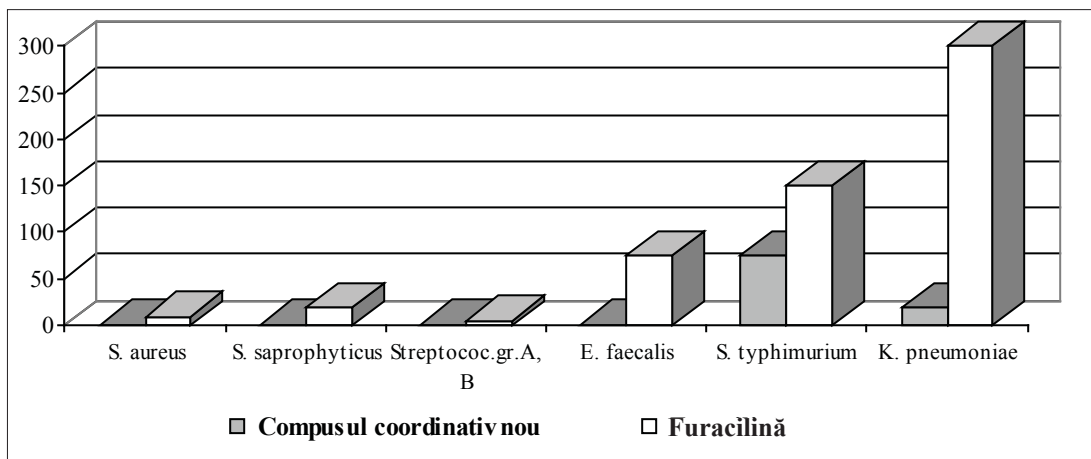 300
250
200
150
100
50
0
S. aureus S. saprophyticus Streptococ.gr.A, E. faecalis S. typhimurium K. pneumoniae
B
Compusul coordinativ nou Furacilină